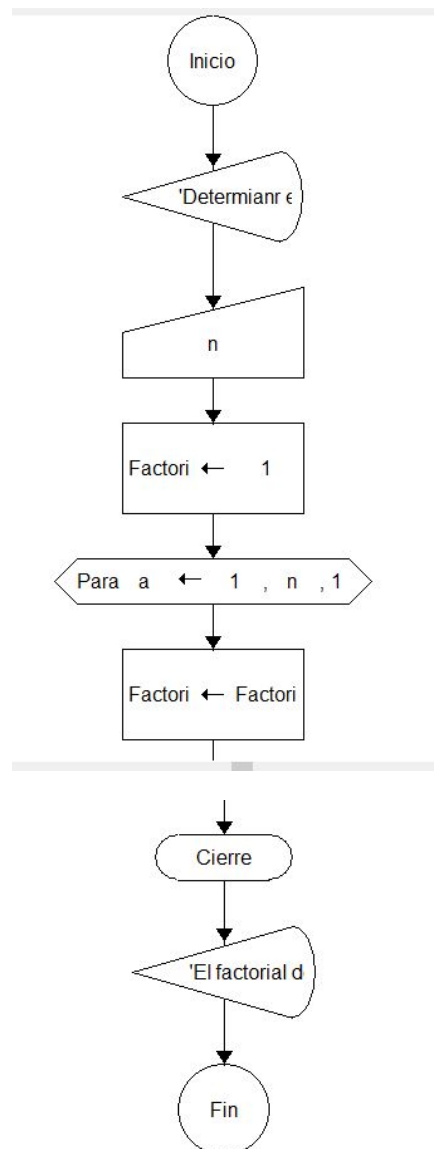 Inicio
'Determianr e
n
Factori ← 1
Para a ← 1 , n , 1
Factori ← Factori
Cierre
'El factorial d
Fin